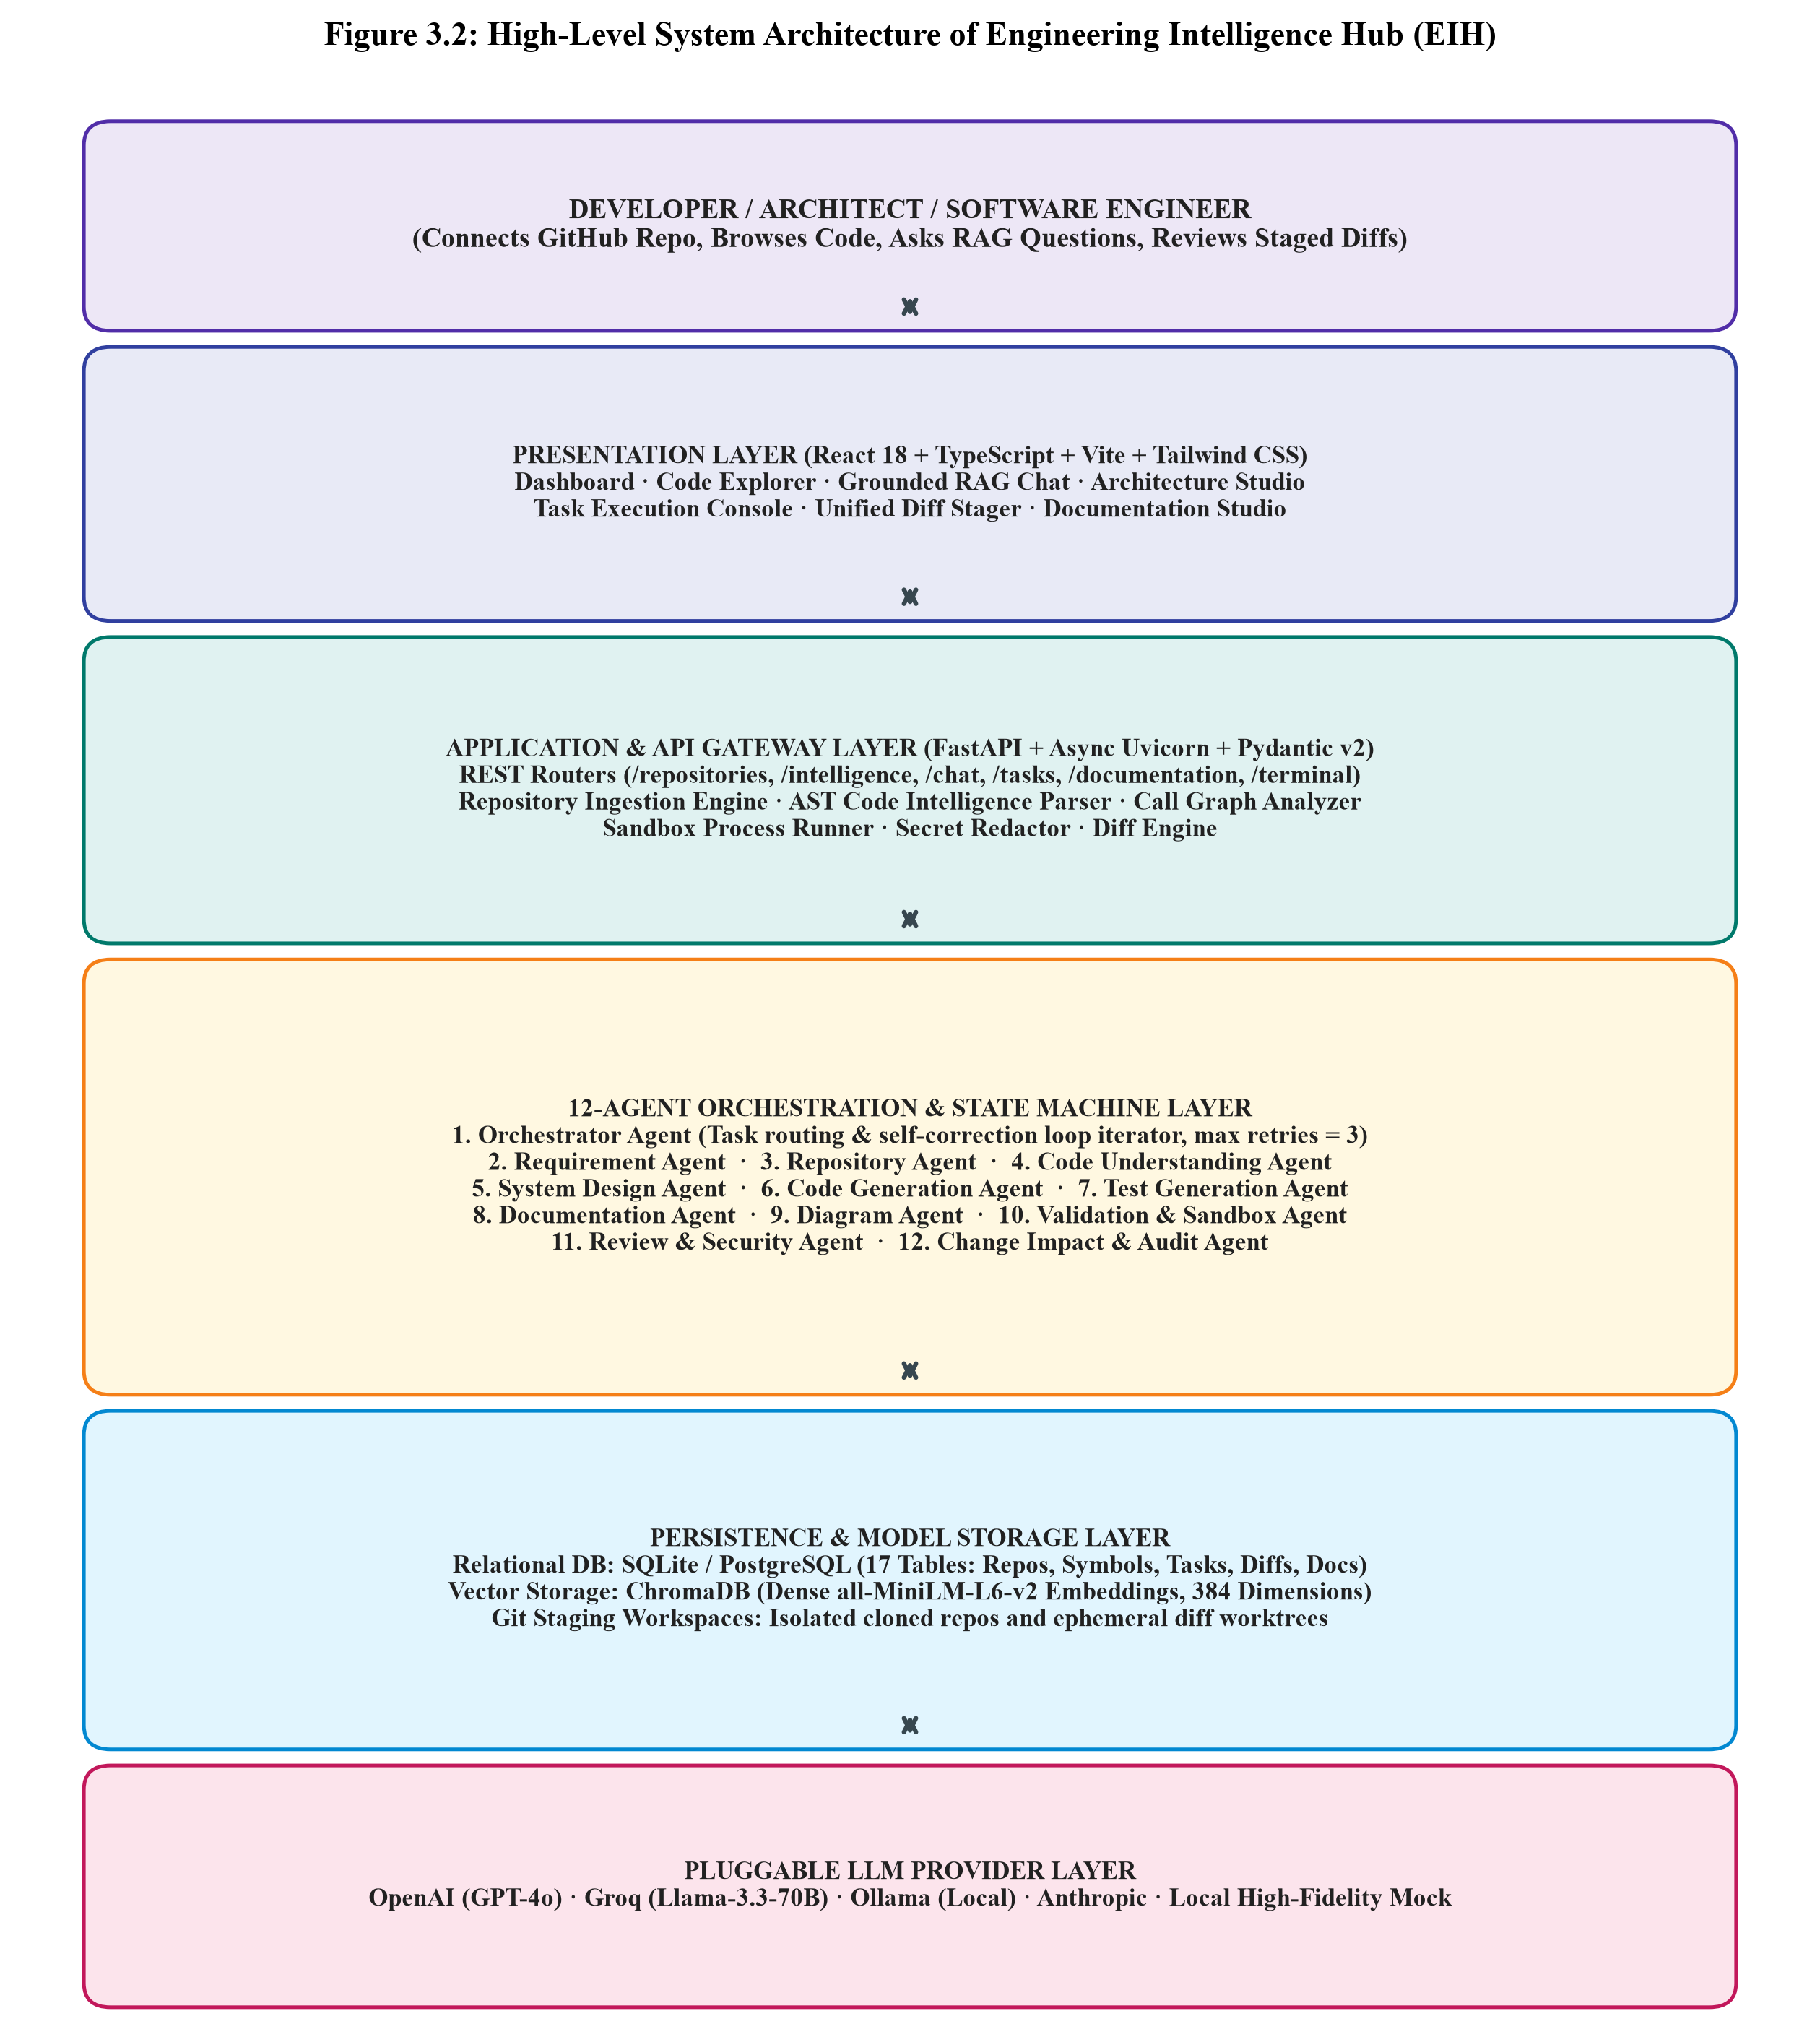 Figure 3.2: High-Level System Architecture of Engineering Intelligence Hub (EIH)
DEVELOPER / ARCHITECT / SOFTWARE ENGINEER
(Connects GitHub Repo, Browses Code, Asks RAG Questions, Reviews Staged Diffs)
PRESENTATION LAYER (React 18 + TypeScript + Vite + Tailwind CSS)
Dashboard · Code Explorer · Grounded RAG Chat · Architecture Studio
Task Execution Console · Unified Diff Stager · Documentation Studio
APPLICATION & API GATEWAY LAYER (FastAPI + Async Uvicorn + Pydantic v2)
REST Routers (/repositories, /intelligence, /chat, /tasks, /documentation, /terminal)
Repository Ingestion Engine · AST Code Intelligence Parser · Call Graph Analyzer
Sandbox Process Runner · Secret Redactor · Diff Engine
12-AGENT ORCHESTRATION & STATE MACHINE LAYER
1. Orchestrator Agent (Task routing & self-correction loop iterator, max retries = 3)
2. Requirement Agent · 3. Repository Agent · 4. Code Understanding Agent
5. System Design Agent · 6. Code Generation Agent · 7. Test Generation Agent
8. Documentation Agent · 9. Diagram Agent · 10. Validation & Sandbox Agent
11. Review & Security Agent · 12. Change Impact & Audit Agent
PERSISTENCE & MODEL STORAGE LAYER
Relational DB: SQLite / PostgreSQL (17 Tables: Repos, Symbols, Tasks, Diffs, Docs)
Vector Storage: ChromaDB (Dense all-MiniLM-L6-v2 Embeddings, 384 Dimensions)
Git Staging Workspaces: Isolated cloned repos and ephemeral diff worktrees
PLUGGABLE LLM PROVIDER LAYER
OpenAI (GPT-4o) · Groq (Llama-3.3-70B) · Ollama (Local) · Anthropic · Local High-Fidelity Mock